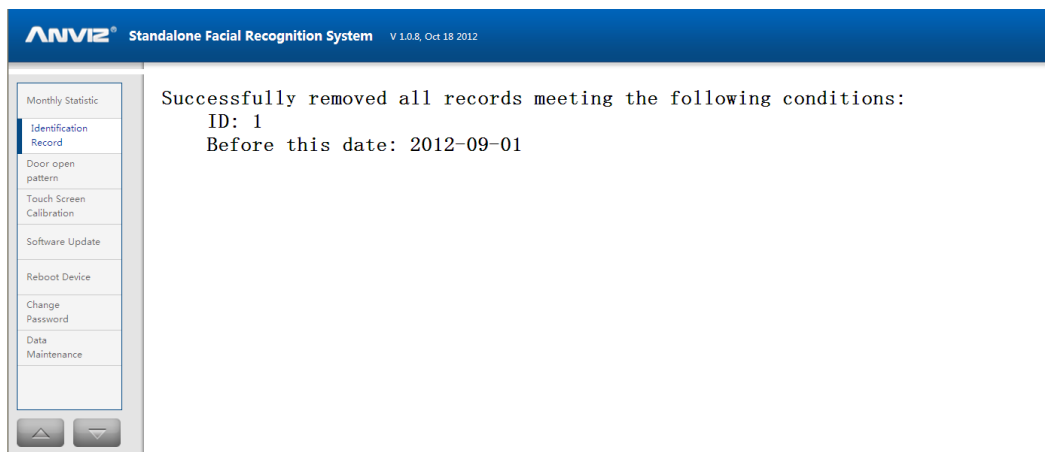 ANVIZ® Standalone Facial Recognition System V 1.0.8, Oct 18 2012
Monthly Statistic
Identification
Record
Door open
pattern
Touch Screen
Calibration
Software Update
Reboot Device
Change
Password
Data
Maintenance
Successfully removed all records meeting the following conditions:
ID: 1
Before this date: 2012-09-01